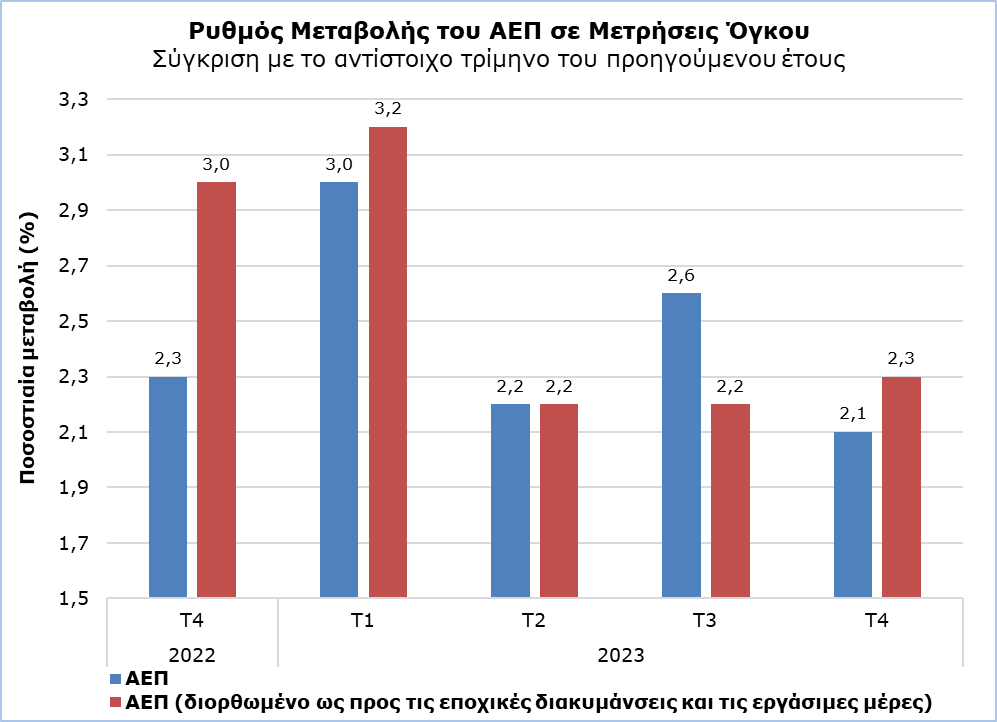 Ρυθμός Μεταβολής του ΑΕΠ σε Μετρήσεις Όγκου
Σύγκριση με το αντίστοιχο τρίμηνο του προηγούμενου έτους
Ποσοστιαία μεταβολή (%)
3,3
3,1
2,9
2,7
2,5
2,3
2,1
1,9
1,7
1,5
2,3
3,0
3,0
3,2
2,2
2,2
2,6
2,2
2,1
2,3
Τ4
Τ1
Τ2
Τ3
Τ4
2022
2023
ΑΕΠ
ΑΕΠ (διορθωμένο ως προς τις εποχικές διακυμάνσεις και τις εργάσιμες μέρες)